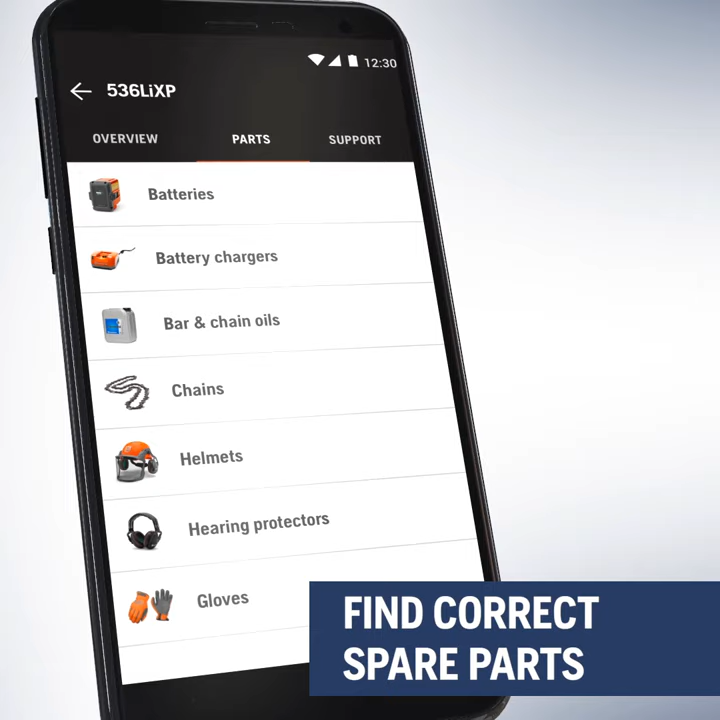 12:30
536LiXP
OVERVIEW
PARTS
SUPPORT
Batteries
Battery chargers
Bar & chain oils
Chains
Helmets
Hearing protectors
Gloves
FIND CORRECT
SPARE PARTS